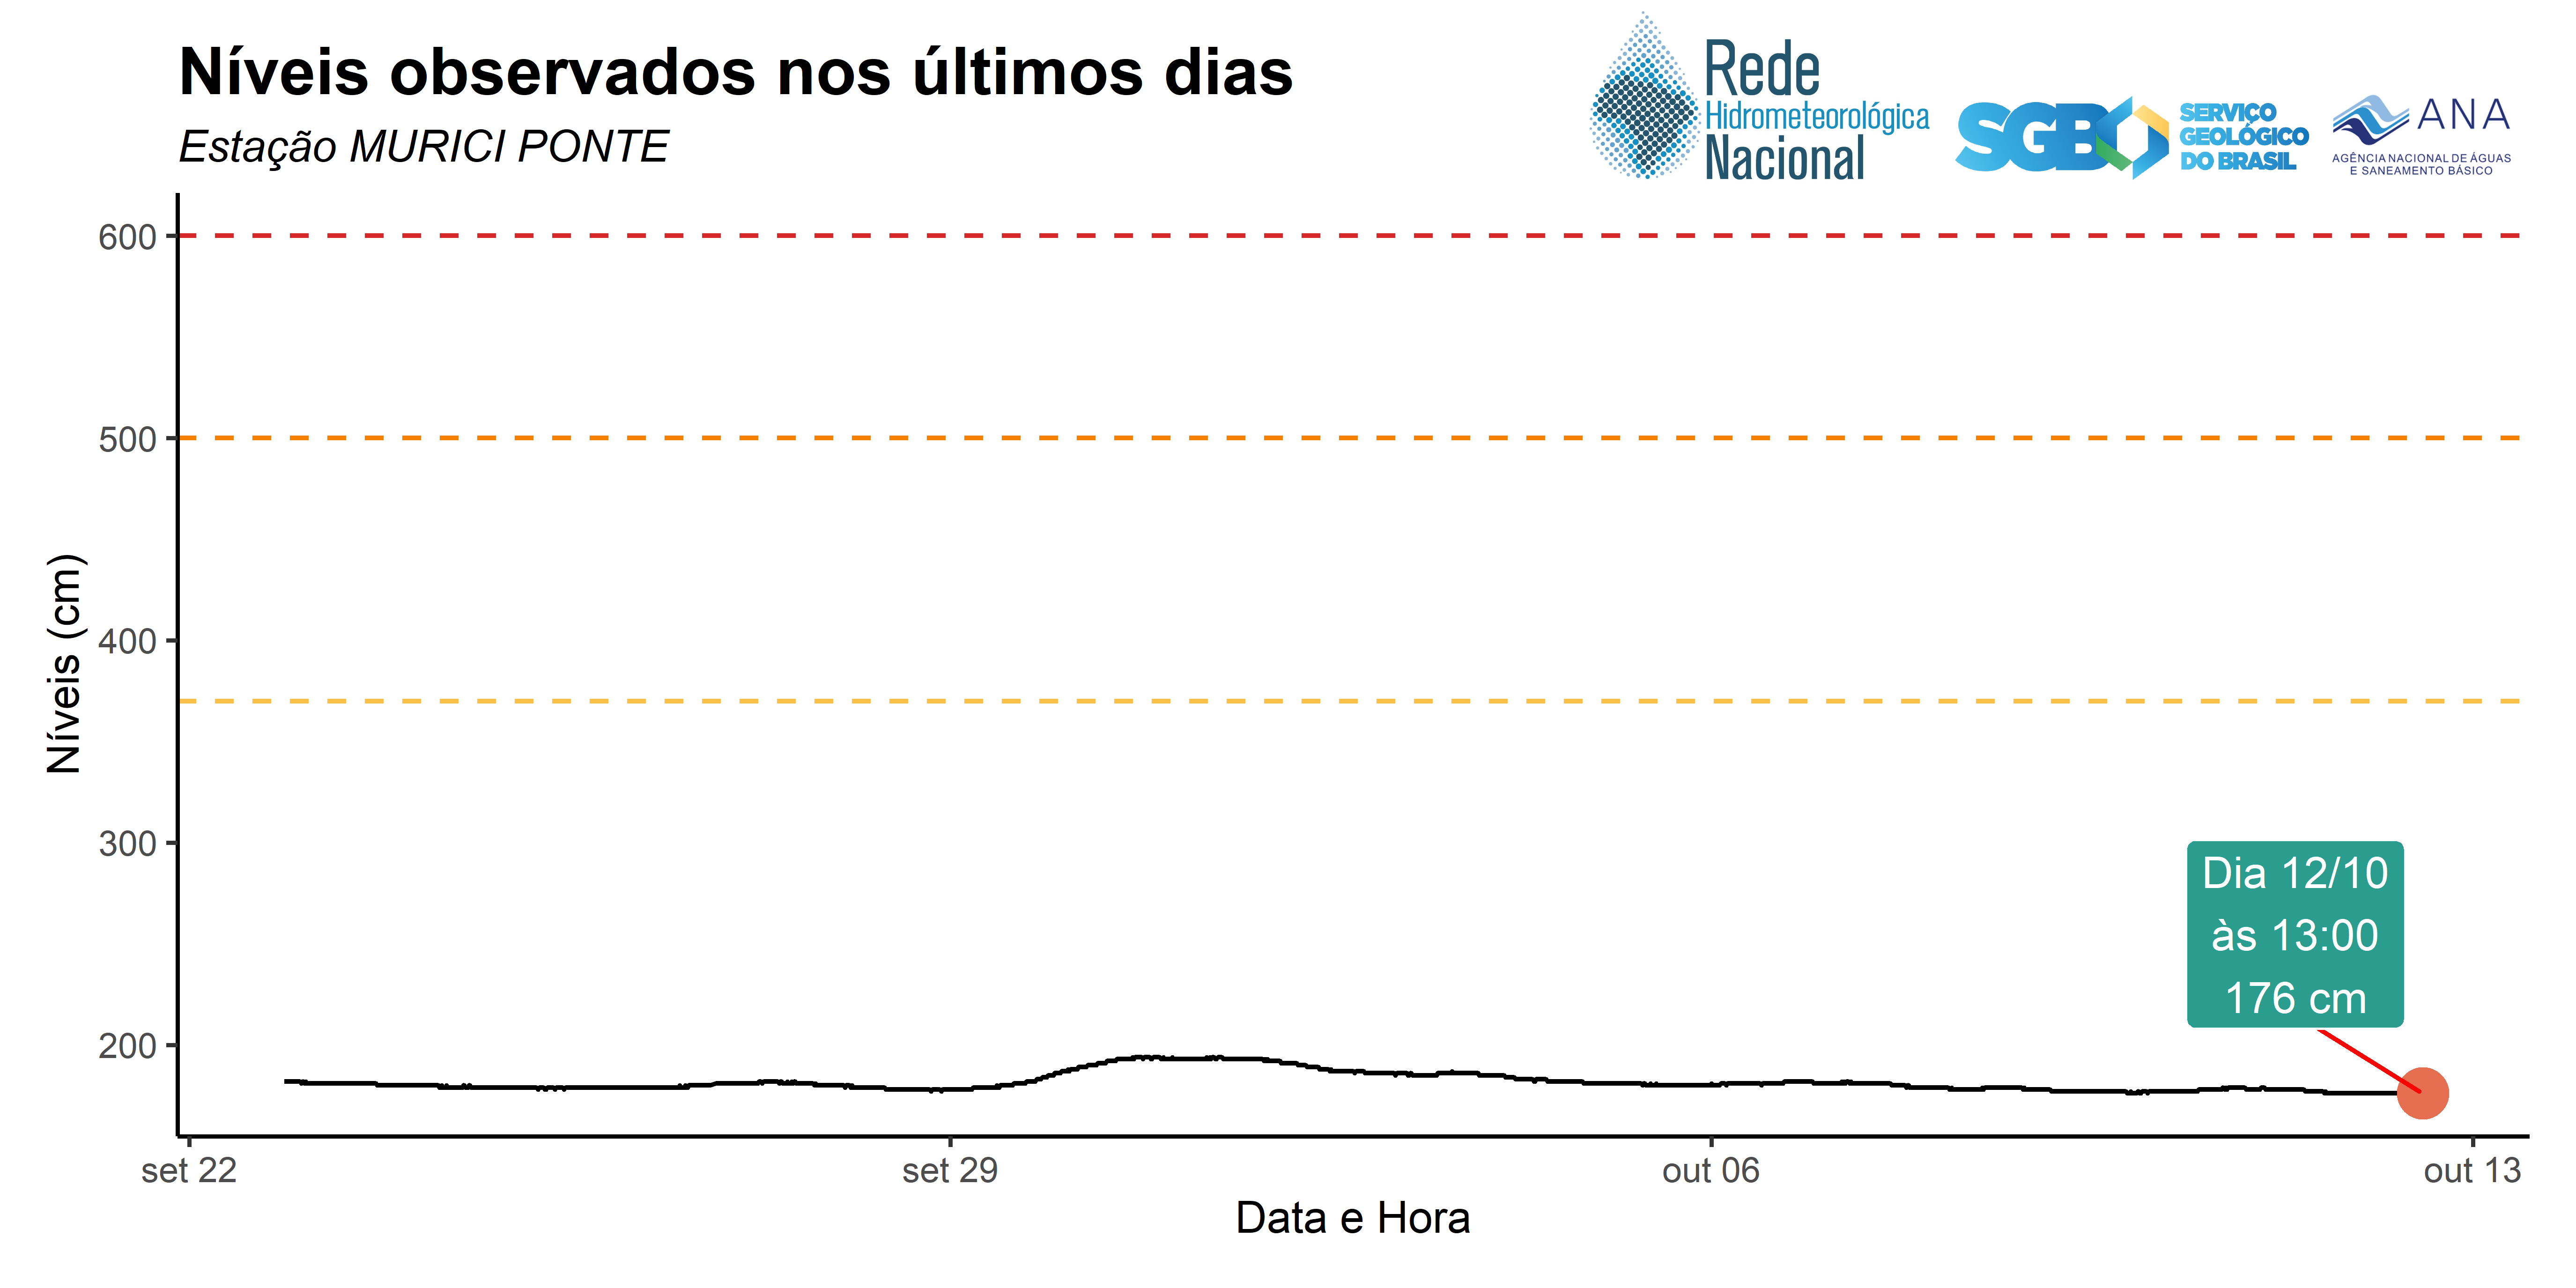 Níveis observados nos últimos dias
Estação MURICI PONTE
Rede
Hidrometeorológica
Nacional
SGB
SERVIÇO
GEOLÓGICO
DO BRASIL
ANA
AGÊNCIA NACIONAL DE ÁGUAS
E SANEAMENTO BÁSICO
Níveis (cm)
600
500
400
300
200
Dia 12/10
às 13:00
176 cm
set 22
set 29
out 06
out 13
Data e Hora